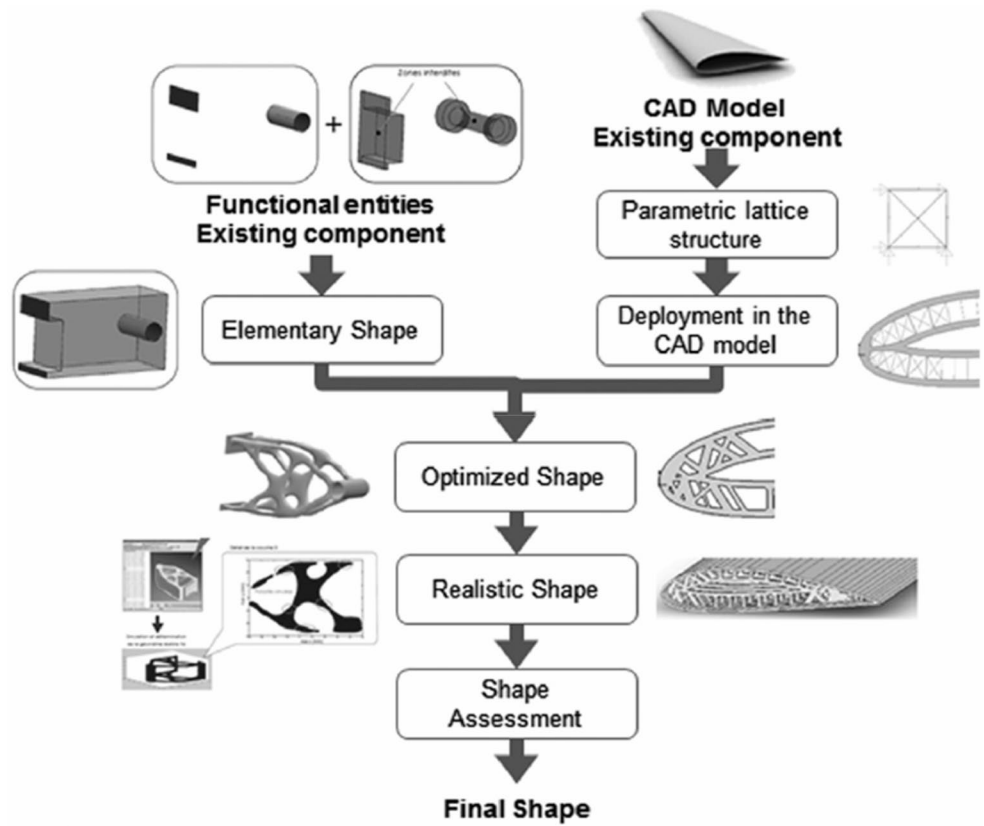 Zones interdites
+
CAD Model
Existing component
Functional entities
Existing component
Parametric lattice
structure
Elementary Shape
Deployment in the
CAD model
Optimized Shape
Realistic Shape
Shape
Assessment
Final Shape